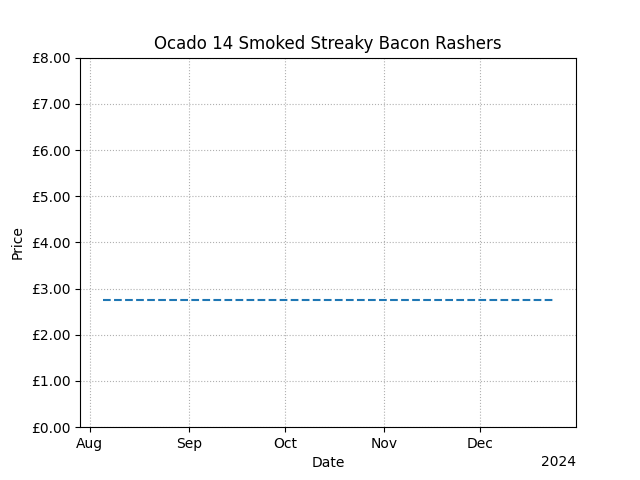 Ocado 14 Smoked Streaky Bacon Rashers
£8.00
£7.00
£6.00
£5.00
£4.00
£3.00
£2.00
£1.00
£0.00
Price
Aug Sep Oct Nov Dec
Date
2024